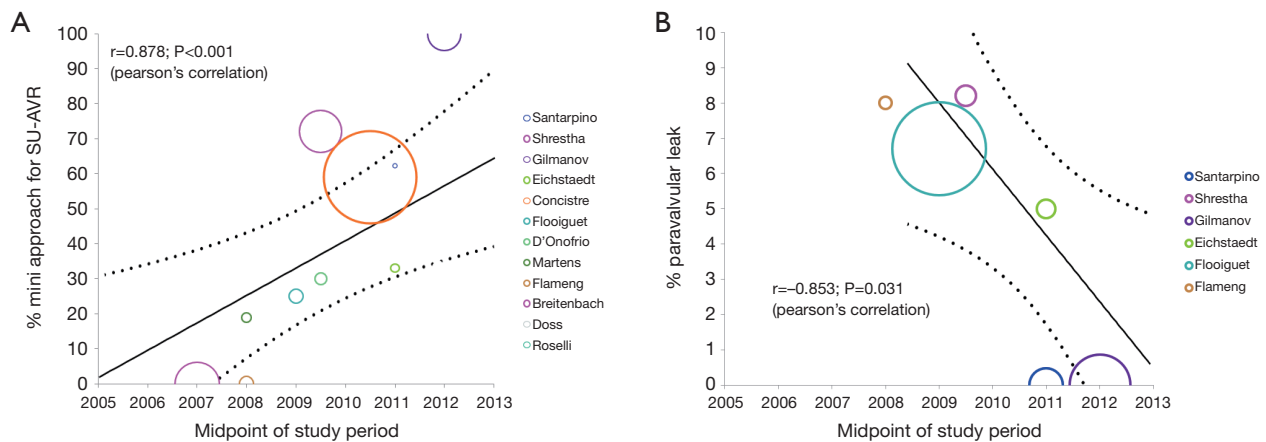 A
100
90
80
70
60
50
40
30
20
10
0
% mini approach for SU-AVR
r=0.878; P<0.001
(pearson's correlation)
2005 2006 2007 2008 2009 2010 2011 2012 2013
Midpoint of study period
Santarpino
Shrestha
Gilmanov
Eichstaedt
Concistre
Flooiguet
D'Onofrio
Martens
Flameng
Breitenbach
Doss
Roselli
B
10
9
8
7
6
5
4
3
2
1
0
% paravalvular leak
r=–0.853; P=0.031
(pearson's correlation)
2005 2006 2007 2008 2009 2010 2011 2012 2013
Midpoint of study period
Santarpino
Shrestha
Gilmanov
Eichstaedt
Flooiguet
Flameng